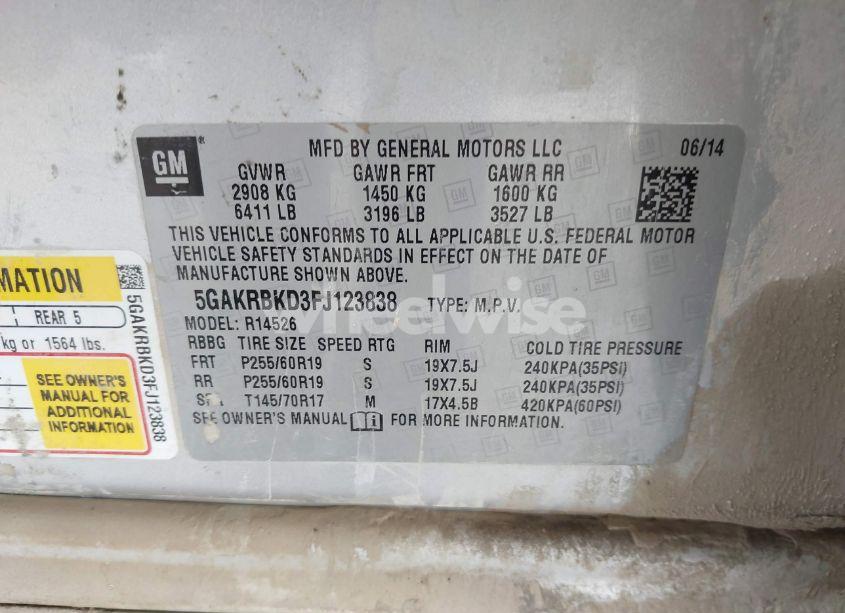 GM
MFD BY GENERAL MOTORS LLC 06/14
GVWR GAWR FRT GAWR RR
2908 KG 1450 KG 1600 KG
6411 LB 3196 LB 3527 LB
THIS VEHICLE CONFORMS TO ALL APPLICABLE U.S. FEDERAL MOTOR
VEHICLE SAFETY STANDARDS IN EFFECT ON THE DATE OF
MANUFACTURE SHOWN ABOVE.
5GAKRBKD3FJ123838 TYPE: M.P.V.
MODEL: R14526
RBBG TIRE SIZE SPEED RTG RIM COLD TIRE PRESSURE
FRT P255/60R19 S 19X7.5J 240KPA(35PSI)
RR P255/60R19 S 19X7.5J 240KPA(35PSI)
T145/70R17 M 17X4.5B 420KPA(60PSI)
SEE OWNER'S MANUAL FOR MORE INFORMATION.
wheelwise
MATION
REAR 5
kg or 1564 lbs.
SEE OWNER'S
MANUAL FOR
ADDITIONAL
INFORMATION
5GAKRBKD3FJ123838